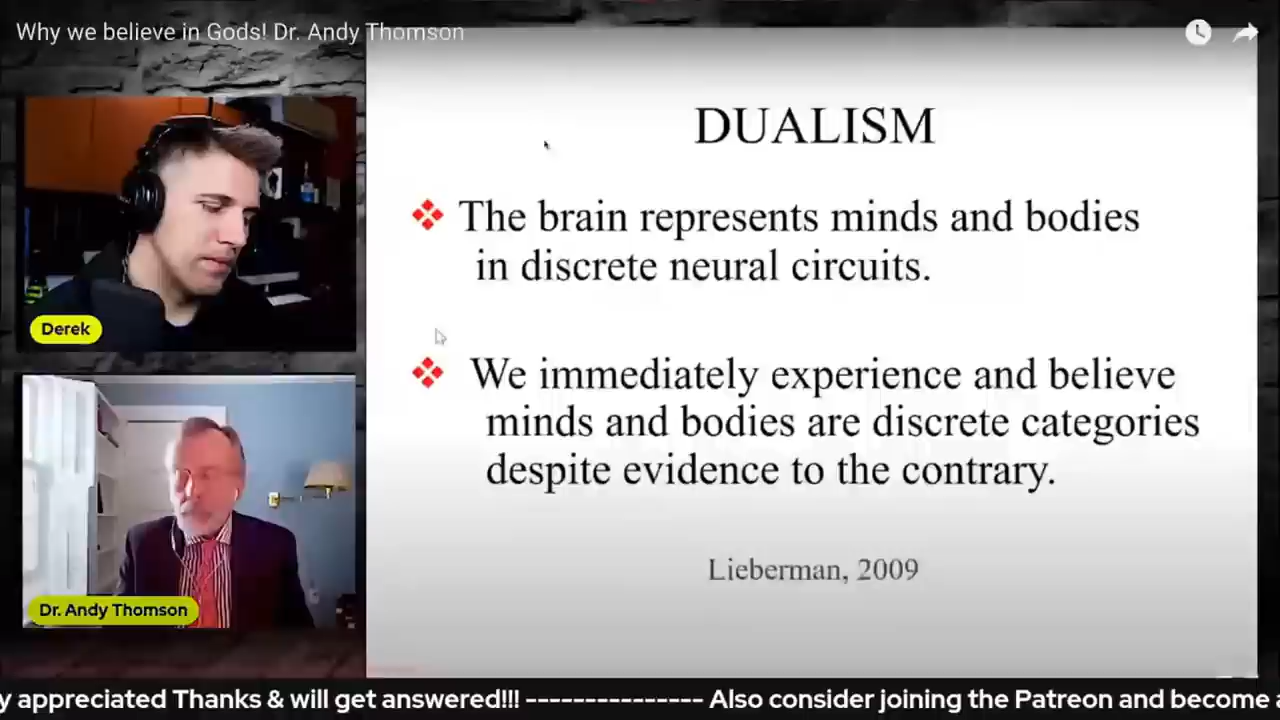 Why we believe in Gods! Dr. Andy Thomson
DUALISM
The brain represents minds and bodies
in discrete neural circuits.
We immediately experience and believe
minds and bodies are discrete categories
despite evidence to the contrary.
Lieberman, 2009
Derek
Dr. Andy Thomson
y appreciated Thanks & will get answered!!! --------------- Also consider joining the Patreon and become a